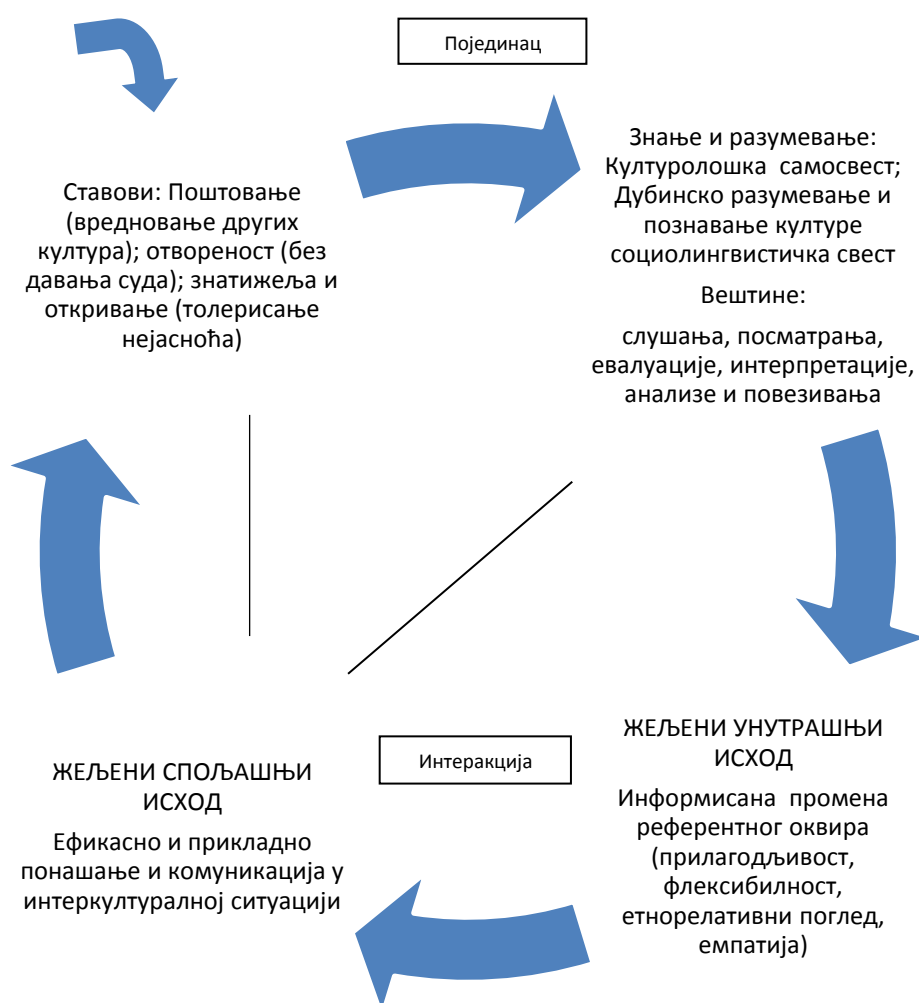 Појединац
Ставови: Поштовање
(вредновање других
култура); отвореност (без
давања суда); знатижеља и
откривање (толерисање
нејасноћа)
Знање и разумевање:
Културолошка самосвест;
Дубинско разумевање и
познавање културе
социолингвистичка свест
Вештине:
слушања, посматрања,
евалуације, интерпретације,
анализе и повезивања
ЖЕЉЕНИ УНУТРАШЊИ
ИСХОД
Информисана промена
референтног оквира
(прилагодљивост,
флексибилност,
етнорелативни поглед,
емпатија)
Интеракција
ЖЕЉЕНИ СПОЉАШЊИ
ИСХОД
Ефикасно и прикладно
понашање и комуникација у
интеркултуралној ситуацији